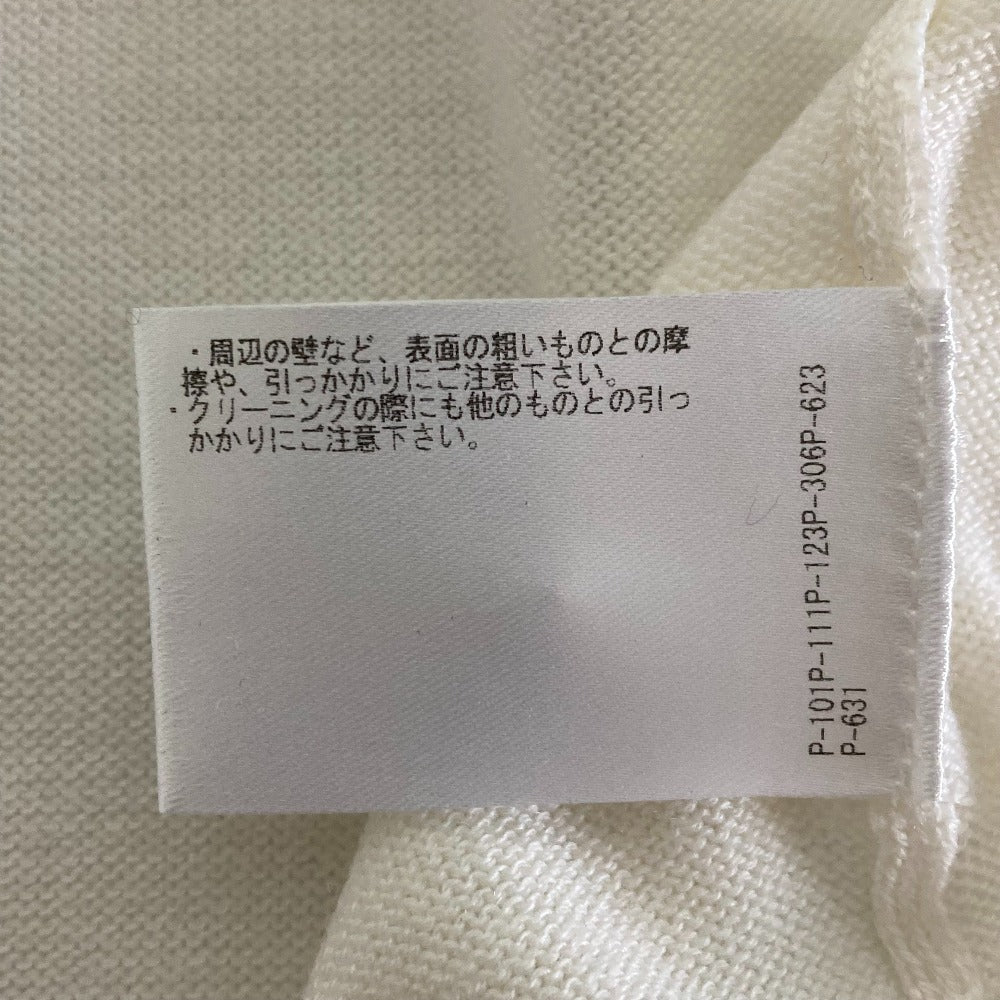 ・周辺の壁など、表面の粗いものとの摩
擦や、引っかかりにご注意下さい。
・クリーニングの際にも他のものとの引っ
かかりにご注意下さい。
P-101P-111P-123P-306P-623
P-631